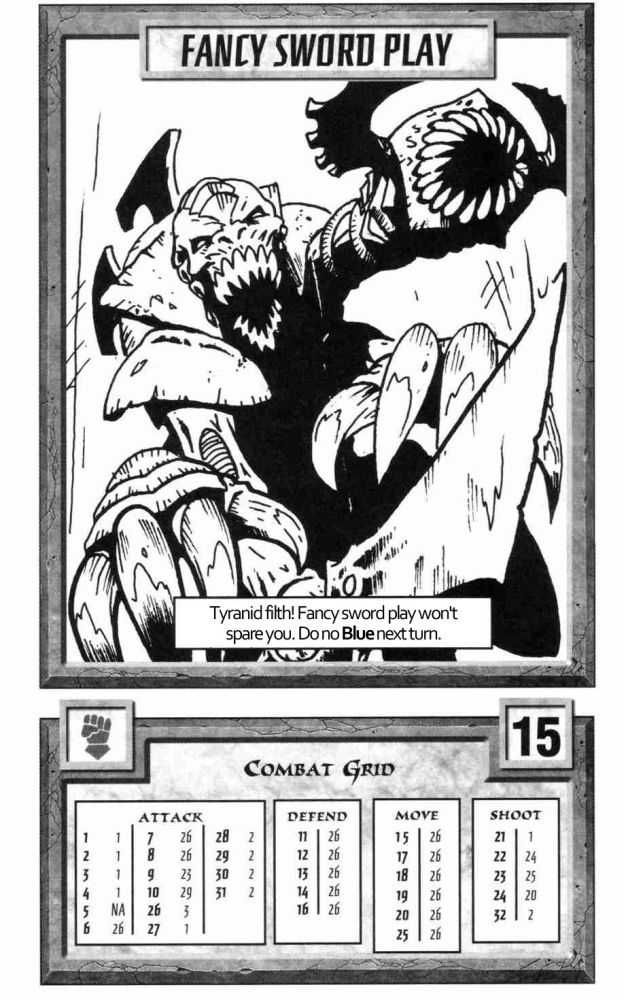 FANCY SWORD PLAY
Tyranid filth! Fancy sword play won't
spare you. Do no Blue next turn.
15
COMBAT GRID
ATTACK
1 1 7 26 28 2
2 1 8 26 29 2
3 1 9 23 30 2
4 1 10 29 31 2
5 NA 26 3
6 26 27 1
DEFEND
11 26
12 26
13 26
14 26
16 26
MOVE
15 26
17 26
18 26
19 26
20 26
25 26
SHOOT
21 1
22 24
23 25
24 20
32 2